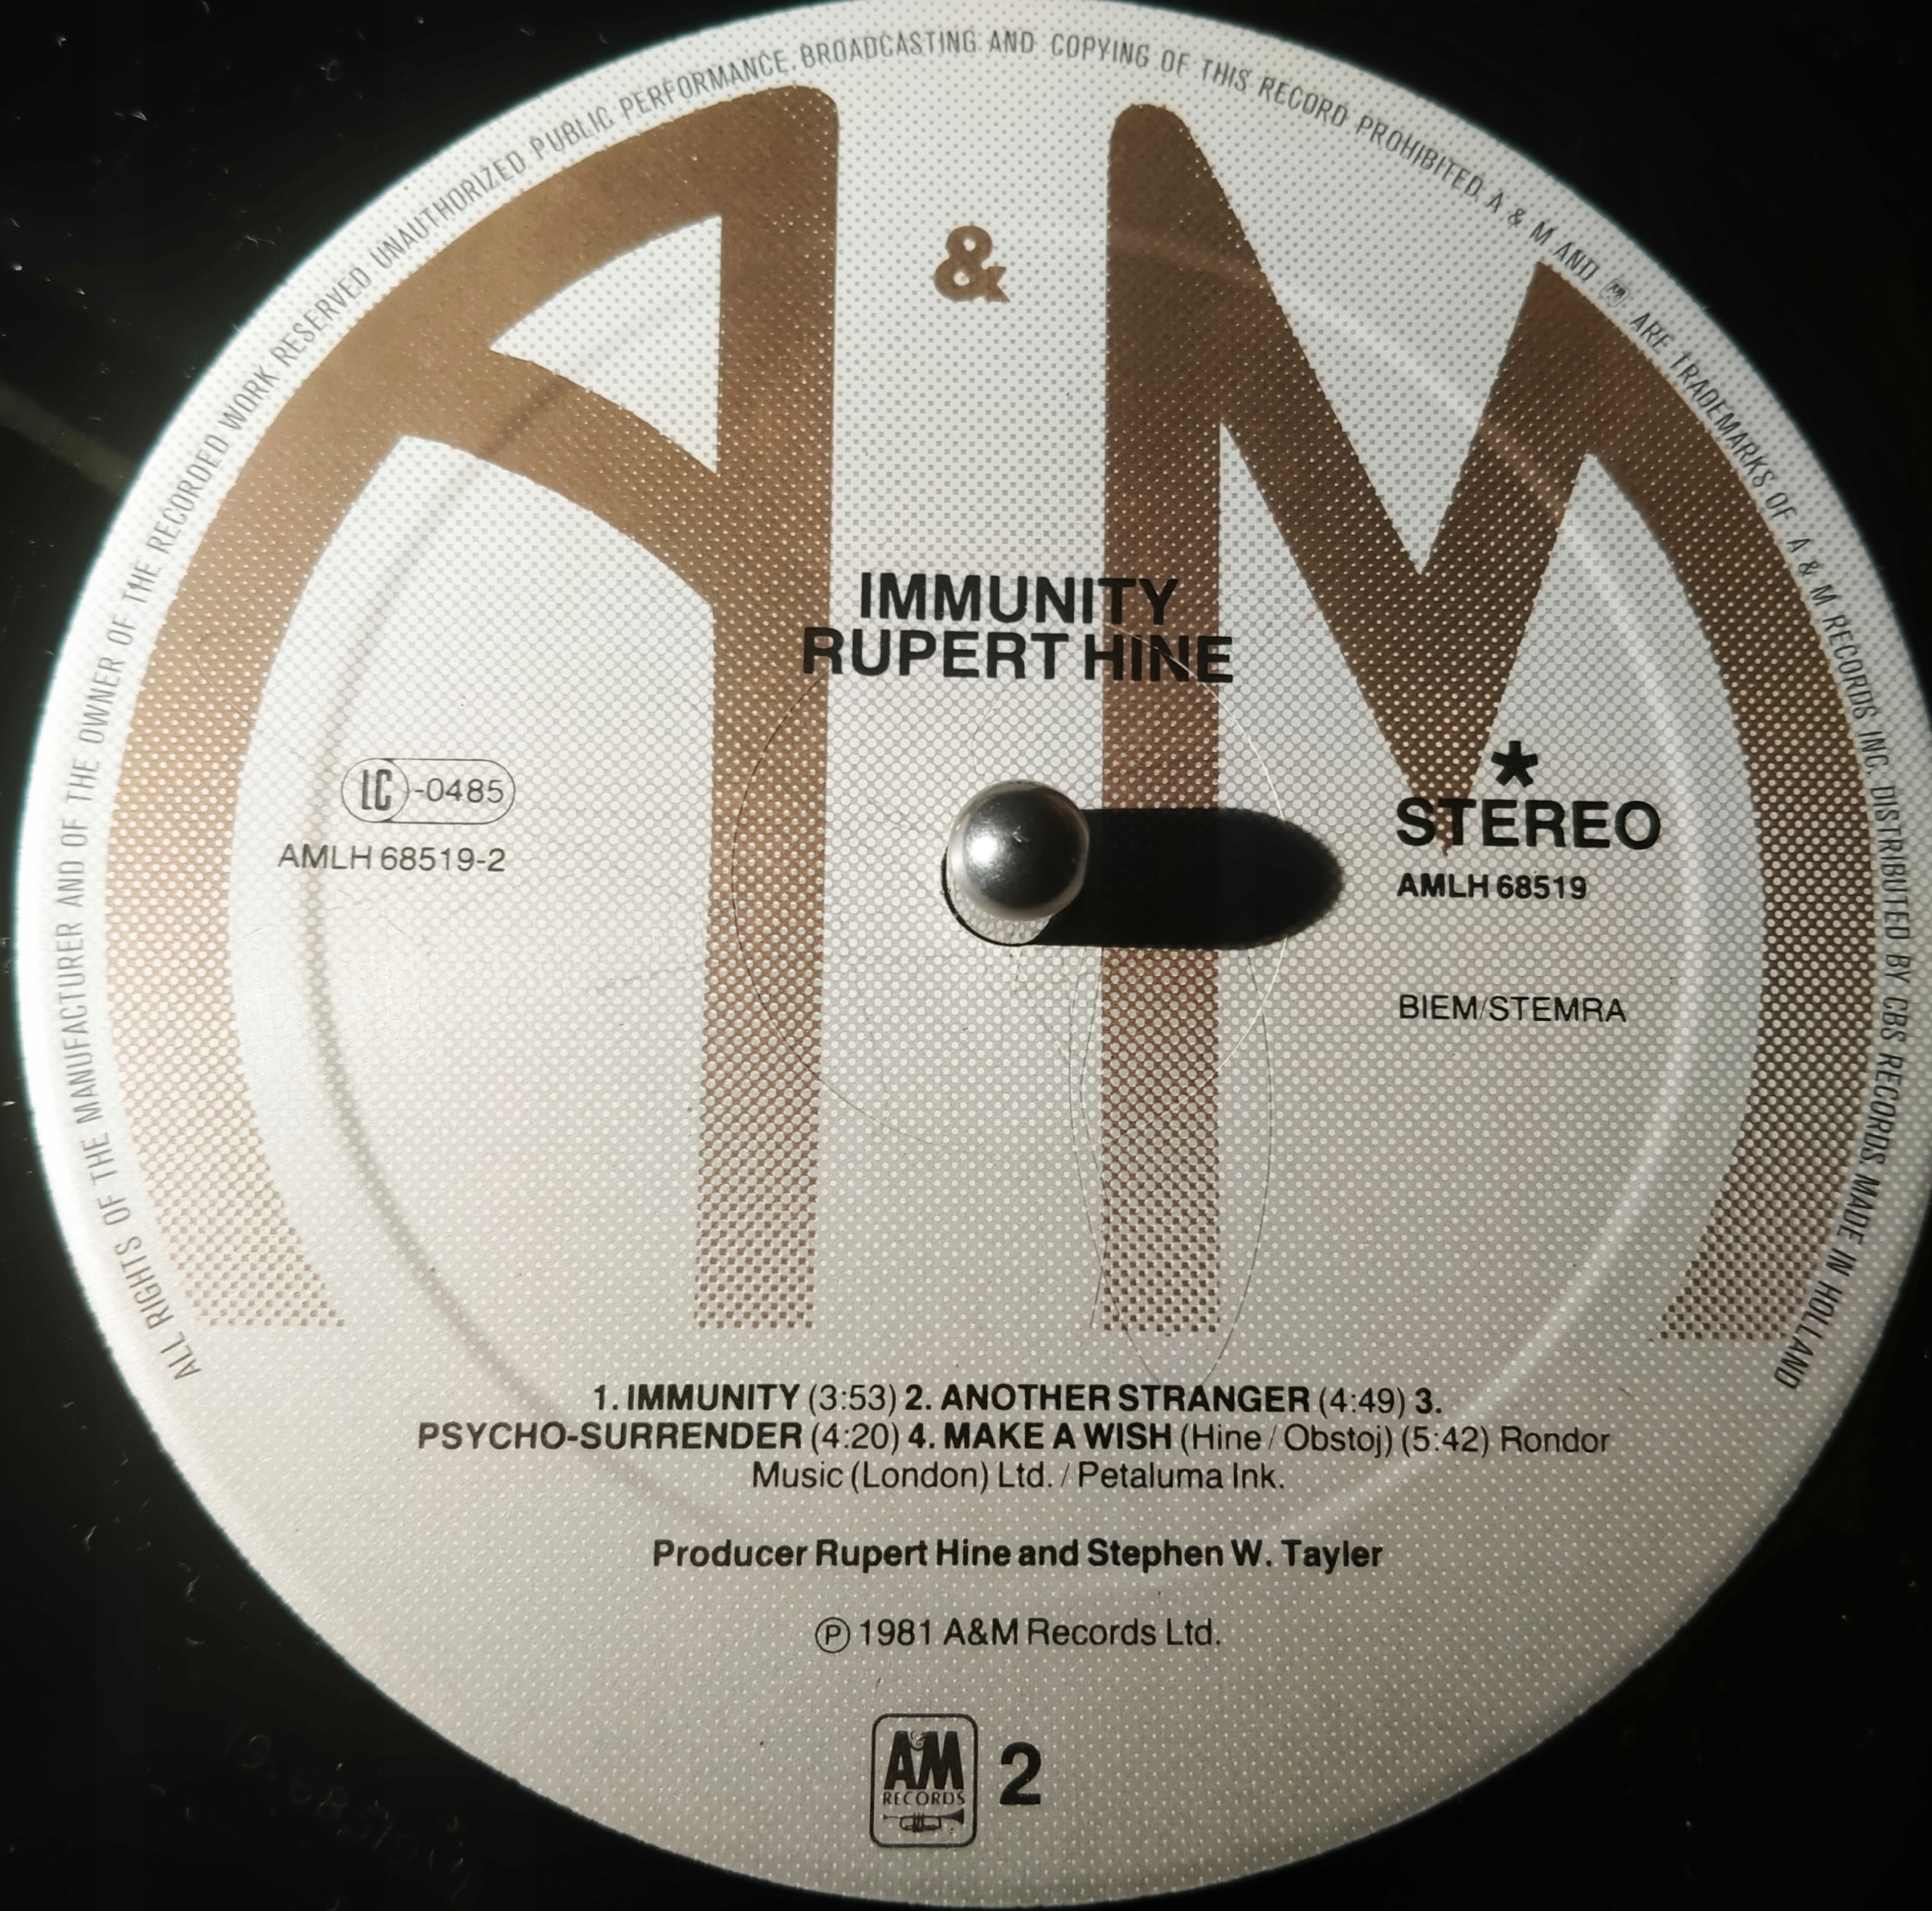 ALL RIGHTS OF THE MANUFACTURER AND OF THE OWNER OF THE RECORDED WORK RESERVED UNAUTHORIZED PUBLIC PERFORMANCE, BROADCASTING AND COPYING OF THIS RECORD PROHIBITED. A & M AND AM ARE TRADEMARKS OF A & M RECORDS INC. DISTRIBUTED BY CBS RECORDS MADE IN HOLLAND
A & M
IMMUNITY
RUPERT HINE
LC-0485
AMLH 68519-2
*
STEREO
AMLH 68519
BIEM/STEMRA
1. IMMUNITY (3:53) 2. ANOTHER STRANGER (4:49) 3.
PSYCHO-SURRENDER (4:20) 4. MAKE A WISH (Hine / Obstoj) (5:42) Rondor
Music (London) Ltd. / Petaluma Ink.
Producer Rupert Hine and Stephen W. Tayler
Ⓟ 1981 A&M Records Ltd.
A&M
RECORDS
2